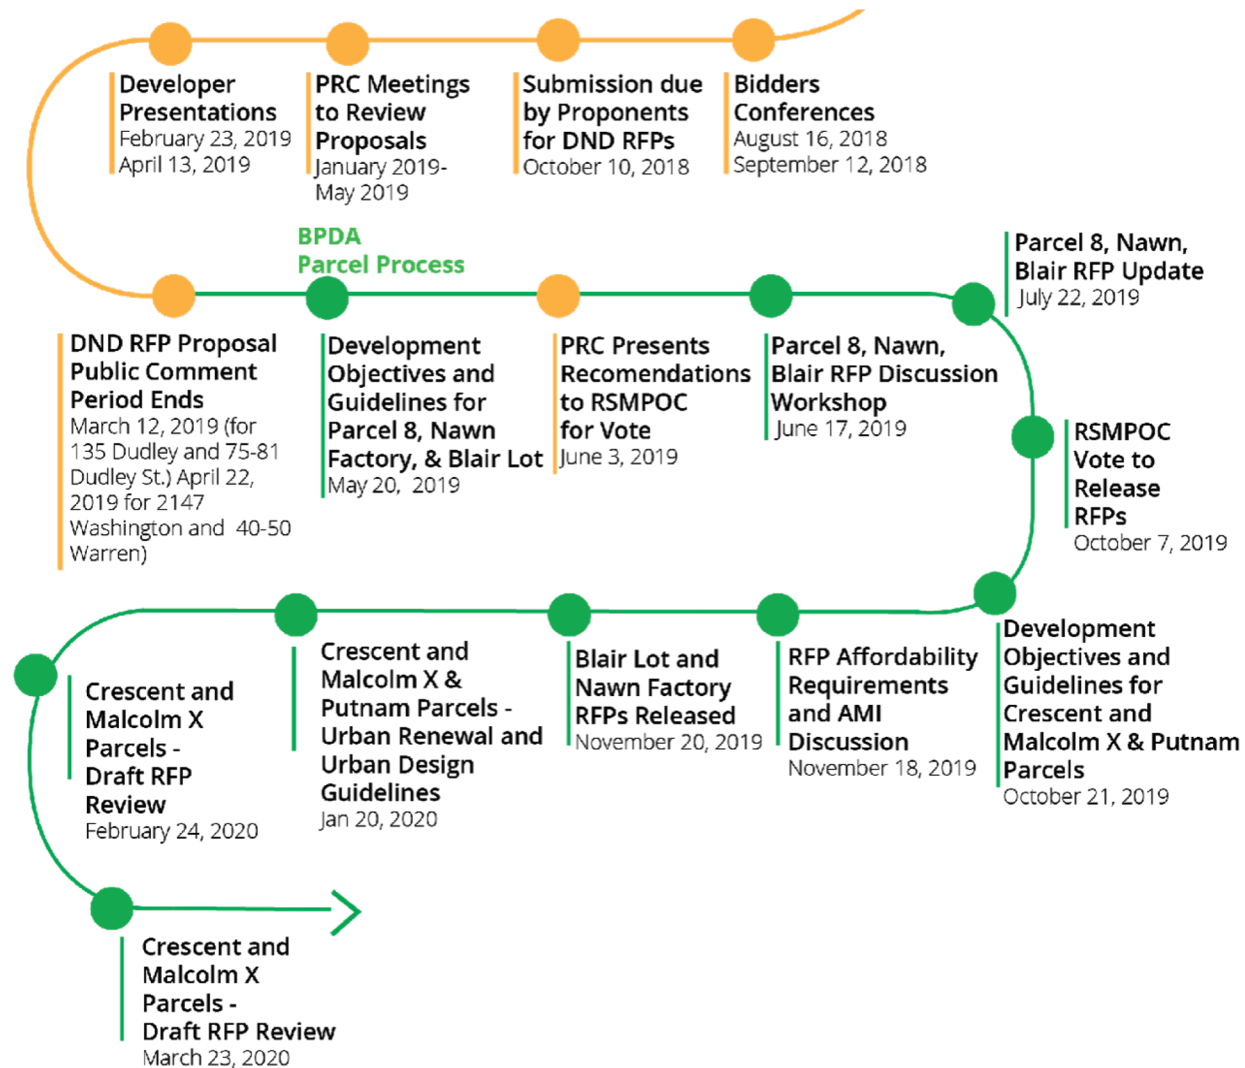 Developer
Presentations
February 23, 2019
April 13, 2019
PRC Meetings
to Review
Proposals
January 2019-
May 2019
Submission due
by Proponents
for DND RFPs
October 10, 2018
Bidders
Conferences
August 16, 2018
September 12, 2018
BPDA
Parcel Process
DND RFP Proposal
Public Comment
Period Ends
March 12, 2019 (for
135 Dudley and 75-81
Dudley St.) April 22,
2019 for 2147
Washington and 40-50
Warren)
Development
Objectives and
Guidelines for
Parcel 8, Nawn
Factory, & Blair Lot
May 20, 2019
PRC Presents
Recomendations
to RSMPOC
for Vote
June 3, 2019
Parcel 8, Nawn,
Blair RFP Discussion
Workshop
June 17, 2019
Parcel 8, Nawn,
Blair RFP Update
July 22, 2019
RSMPOC
Vote to
Release
RFPs
October 7, 2019
Development
Objectives and
Guidelines for
Crescent and
Malcolm X & Putnam
Parcels
October 21, 2019
RFP Affordability
Requirements
and AMI
Discussion
November 18, 2019
Blair Lot and
Nawn Factory
RFPs Released
November 20, 2019
Crescent and
Malcolm X &
Putnam Parcels -
Urban Renewal and
Urban Design
Guidelines
Jan 20, 2020
Crescent and
Malcolm X
Parcels -
Draft RFP
Review
February 24, 2020
Crescent and
Malcolm X
Parcels -
Draft RFP Review
March 23, 2020